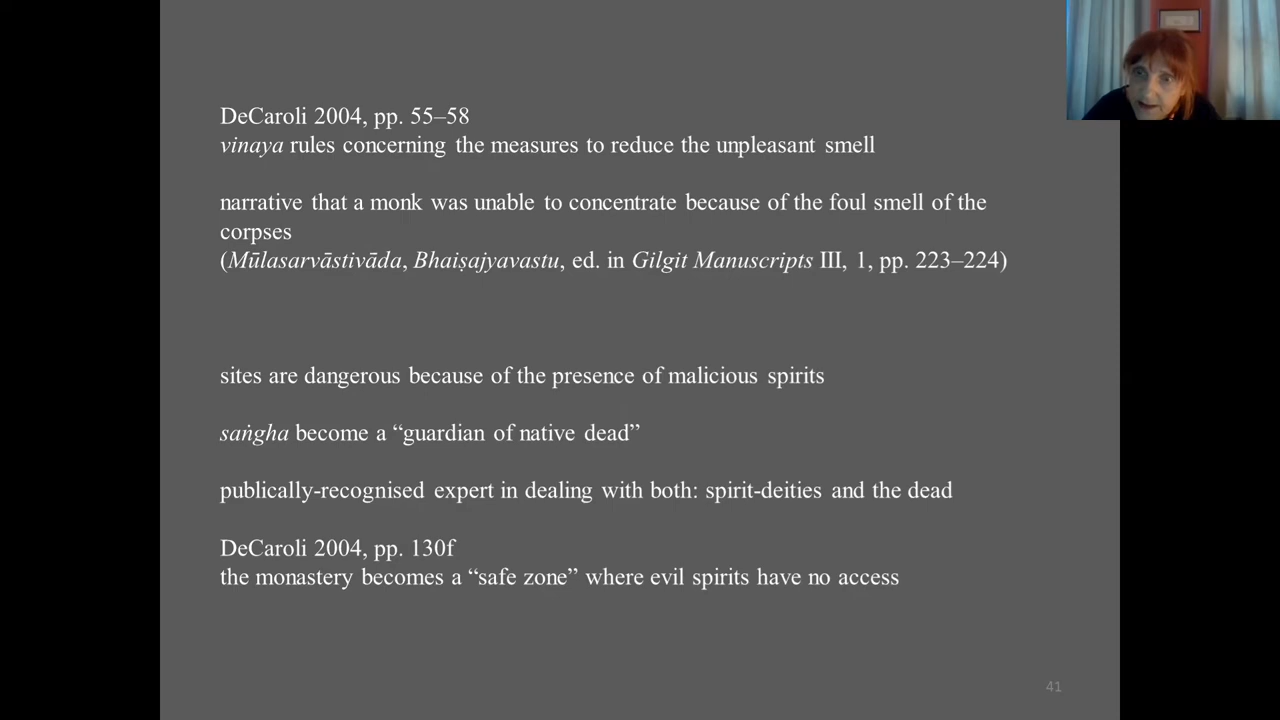 DeCaroli 2004, pp. 55–58
vinaya rules concerning the measures to reduce the unpleasant smell
narrative that a monk was unable to concentrate because of the foul smell of the
corpses
(Mūlasarvāstivāda, Bhaiṣajyavastu, ed. in Gilgit Manuscripts III, 1, pp. 223–224)
sites are dangerous because of the presence of malicious spirits
saṅgha become a “guardian of native dead”
publically-recognised expert in dealing with both: spirit-deities and the dead
DeCaroli 2004, pp. 130f
the monastery becomes a “safe zone” where evil spirits have no access
41